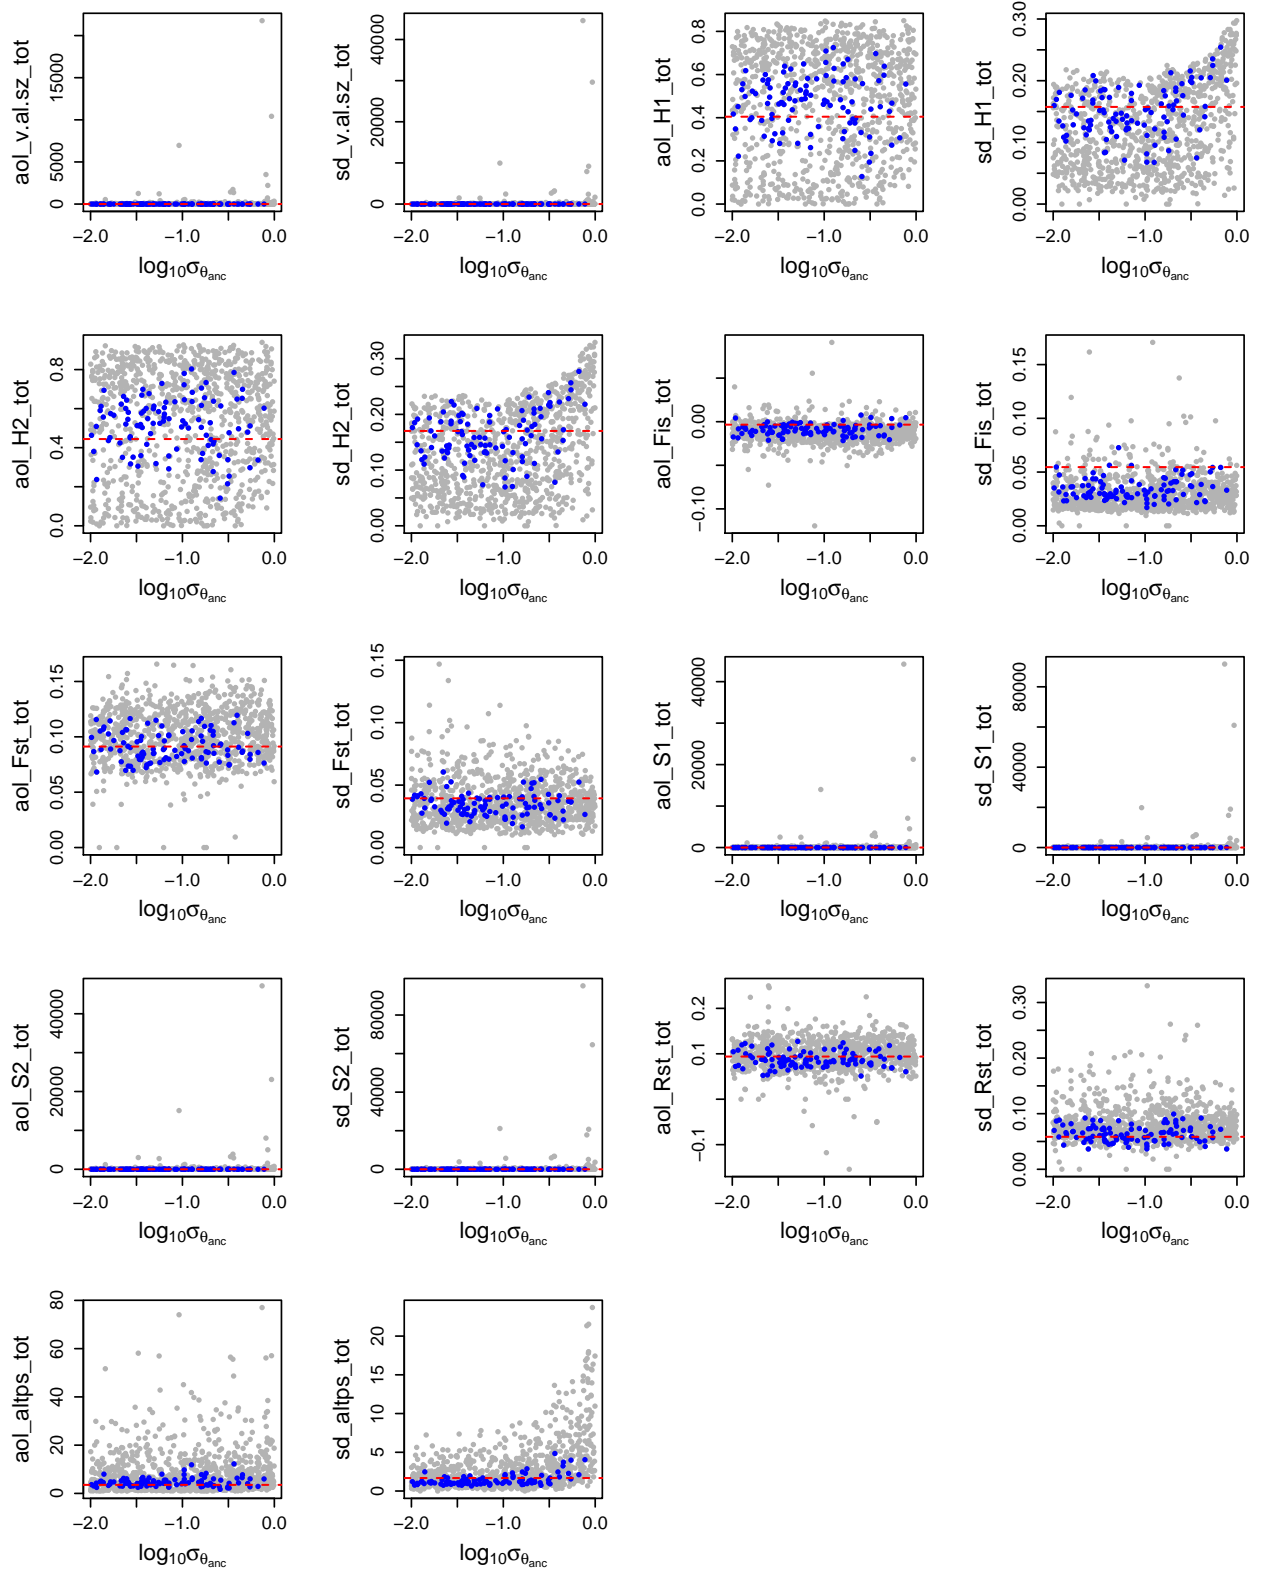 aol_v.al.sz_tot
0 5000 15000
−2.0 −1.0 0.0
log10σθanc
sd_v.al.sz_tot
0 20000 40000
−2.0 −1.0 0.0
log10σθanc
aol_H1_tot
0.0 0.2 0.4 0.6 0.8
−2.0 −1.0 0.0
log10σθanc
sd_H1_tot
0.00 0.10 0.20 0.30
−2.0 −1.0 0.0
log10σθanc
aol_H2_tot
0.0 0.4 0.8
−2.0 −1.0 0.0
log10σθanc
sd_H2_tot
0.00 0.10 0.20 0.30
−2.0 −1.0 0.0
log10σθanc
aol_Fis_tot
−0.10 0.00
−2.0 −1.0 0.0
log10σθanc
sd_Fis_tot
0.00 0.05 0.10 0.15
−2.0 −1.0 0.0
log10σθanc
aol_Fst_tot
0.00 0.05 0.10 0.15
−2.0 −1.0 0.0
log10σθanc
sd_Fst_tot
0.00 0.05 0.10 0.15
−2.0 −1.0 0.0
log10σθanc
aol_S1_tot
0 20000 40000
−2.0 −1.0 0.0
log10σθanc
sd_S1_tot
0 40000 80000
−2.0 −1.0 0.0
log10σθanc
aol_S2_tot
0 20000 40000
−2.0 −1.0 0.0
log10σθanc
sd_S2_tot
0 40000 80000
−2.0 −1.0 0.0
log10σθanc
aol_Rst_tot
−0.1 0.1 0.2
−2.0 −1.0 0.0
log10σθanc
sd_Rst_tot
0.00 0.10 0.20 0.30
−2.0 −1.0 0.0
log10σθanc
aol_altps_tot
0 20 40 60 80
−2.0 −1.0 0.0
log10σθanc
sd_altps_tot
0 5 10 15 20
−2.0 −1.0 0.0
log10σθanc